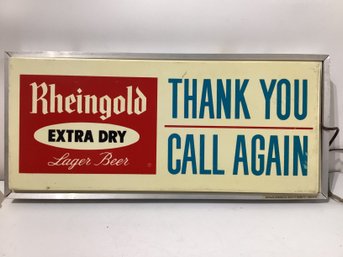 Rheingold
EXTRA DRY
Lager Beer
THANK YOU
CALL AGAIN